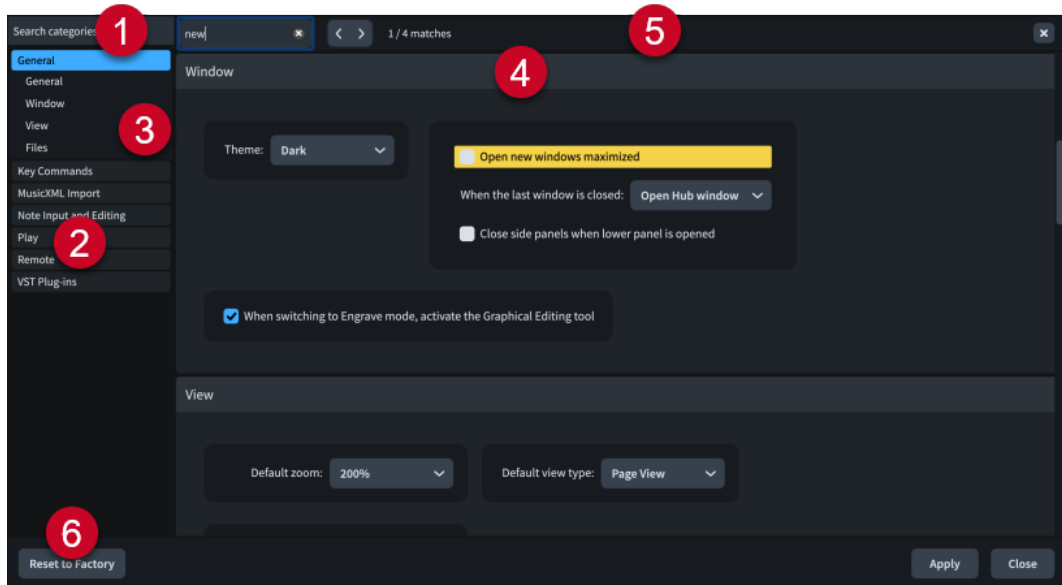 Search categories
1
new
1 / 4 matches
5
General
General
Window
View
Files
3
Key Commands
MusicXML Import
Note Input and Editing
Play
2
Remote
VST Plug-ins
Window
4
Theme:
Dark
Open new windows maximized
When the last window is closed:
Open Hub window
Close side panels when lower panel is opened
When switching to Engrave mode, activate the Graphical Editing tool
View
Default zoom:
200%
Default view type:
Page View
6
Reset to Factory
Apply
Close